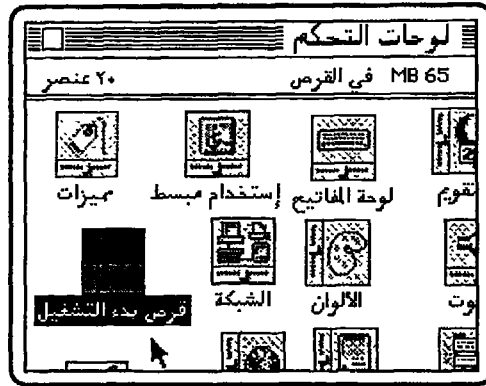 لوحات التحكم
٢٠ عنصر
65 MB في القرص
تقويم
لوحة المفاتيح
إستخدام مبسط
مميزات
الألوان
الشبكة
قرص بدء التشغيل